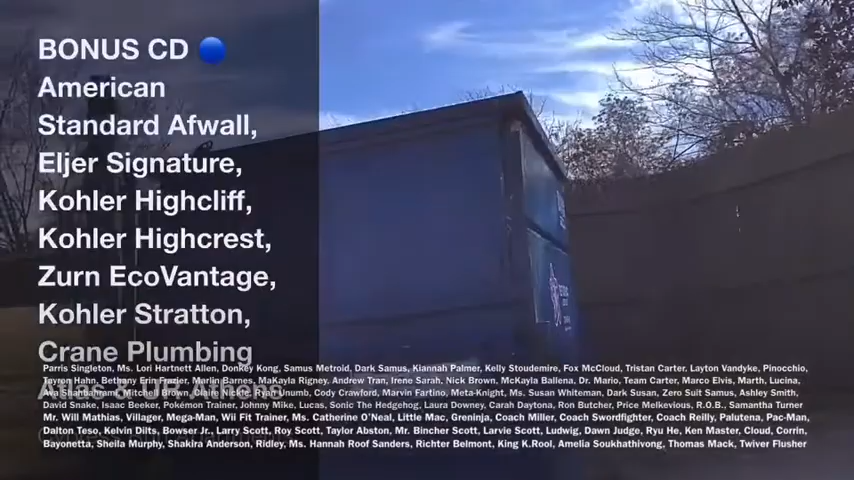 BONUS CD 🔵
American
Standard Afwall,
Eljer Signature,
Kohler Highcliff,
Kohler Highcrest,
Zurn EcoVantage,
Kohler Stratton,
Crane Plumbing
Parris Singleton, Ms. Lori Hartnett Allen, Donkey Kong, Samus Metroid, Dark Samus, Kiannah Palmer, Kelly Stoudemire, Fox McCloud, Tristan Carter, Layton Vandyke, Pinocchio,
Hahn, Bethany Erin Frazier, Marlin Barnes, MaKayla Rigney, Andrew Tran, Irene Sarah, Nick Brown, McKayla Ballena, Dr. Mario, Team Carter, Marco Elvis, Marth, Lucina,
Atlas & UR Athens
Cody Crawford, Marvin Fartino, Meta-Knight, Ms. Susan Whiteman, Dark Susan, Zero Suit Samus, Ashley Smith,
David Snake, Isaac Beeker, Pokémon Trainer, Johnny Mike, Lucas, Sonic The Hedgehog, Laura Downey, Carah Daytona, Ron Butcher, Price Melkevious, R.O.B., Samantha Turner
Mr. Will Mathias, Villager, Mega-Man, Wii Fit Trainer, Ms. Catherine O'Neal, Little Mac, Greninja, Coach Miller, Coach Swordfighter, Coach Reilly, Palutena, Pac-Man,
Dalton Teso, Kelvin Dilts, Bowser Jr., Larry Scott, Roy Scott, Taylor Abston, Mr. Bincher Scott, Larvie Scott, Ludwig, Dawn Judge, Ryu He, Ken Master, Cloud, Corrin,
Bayonetta, Sheila Murphy, Shakira Anderson, Ridley, Ms. Hannah Roof Sanders, Richter Belmont, King K.Rool, Amelia Soukhathivong, Thomas Mack, Twiver Flusher